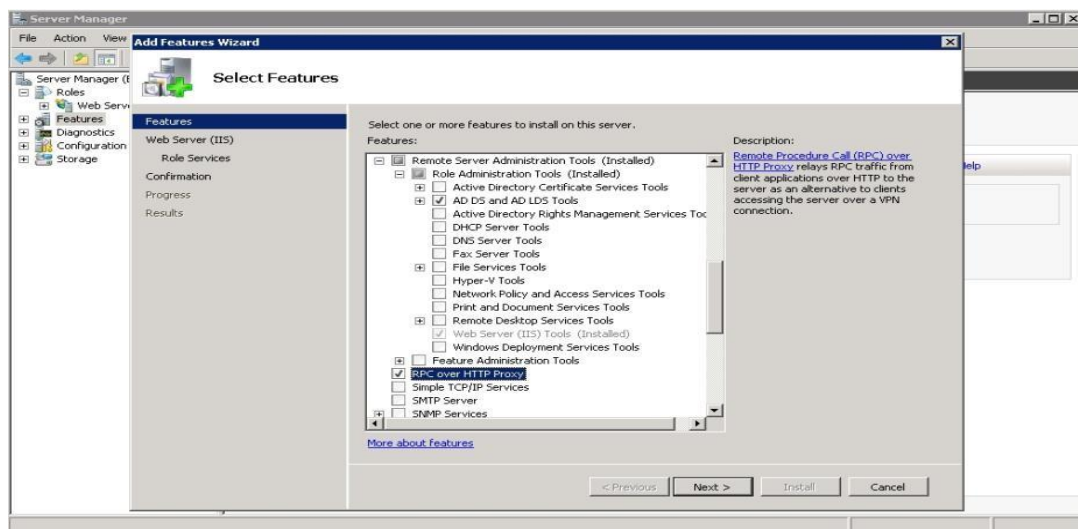 Server Manager
File Action View
Add Features Wizard
Select Features
Server Manager (E
Roles
Web Serv
Features
Diagnostics
Configuration
Storage
Features
Web Server (IIS)
Role Services
Confirmation
Progress
Results
Select one or more features to install on this server.
Features:
Remote Server Administration Tools (Installed)
Role Administration Tools (Installed)
Active Directory Certificate Services Tools
AD DS and AD LDS Tools
Active Directory Rights Management Services Toc
DHCP Server Tools
DNS Server Tools
Fax Server Tools
File Services Tools
Hyper-V Tools
Network Policy and Access Services Tools
Print and Document Services Tools
Remote Desktop Services Tools
Web Server (IIS) Tools (Installed)
Windows Deployment Services Tools
Feature Administration Tools
RPC over HTTP Proxy
Simple TCP/IP Services
SMTP Server
SNMP Services
More about features
Description:
Remote Procedure Call (RPC) over
HTTP Proxy relays RPC traffic from
client applications over HTTP to the
server as an alternative to clients
accessing the server over a VPN
connection.
elp
< Previous Next > Install Cancel